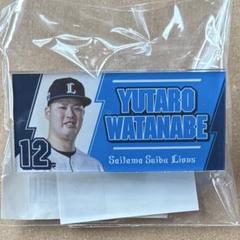 L
YUTARO
WATANABE
12
Saitama Seibu Lions